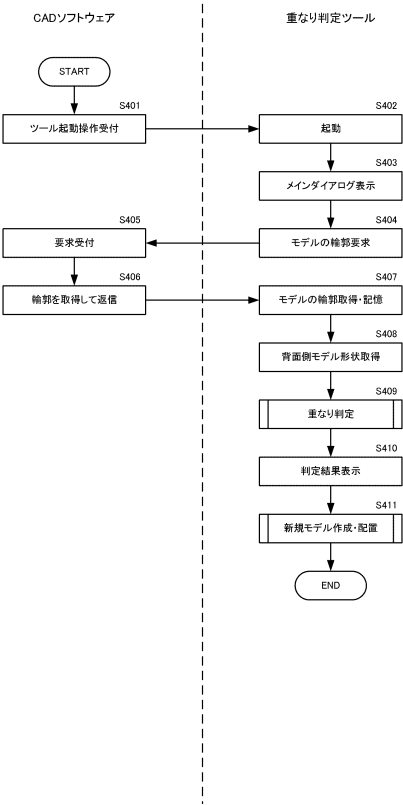 CADソフトウェア
重なり判定ツール
START
S401
ツール起動操作受付
S402
起動
S403
メインダイアログ表示
S404
モデルの輪郭要求
S405
要求受付
S406
輪郭を取得して返信
S407
モデルの輪郭取得・記憶
S408
背面側モデル形状取得
S409
重なり判定
S410
判定結果表示
S411
新規モデル作成・配置
END